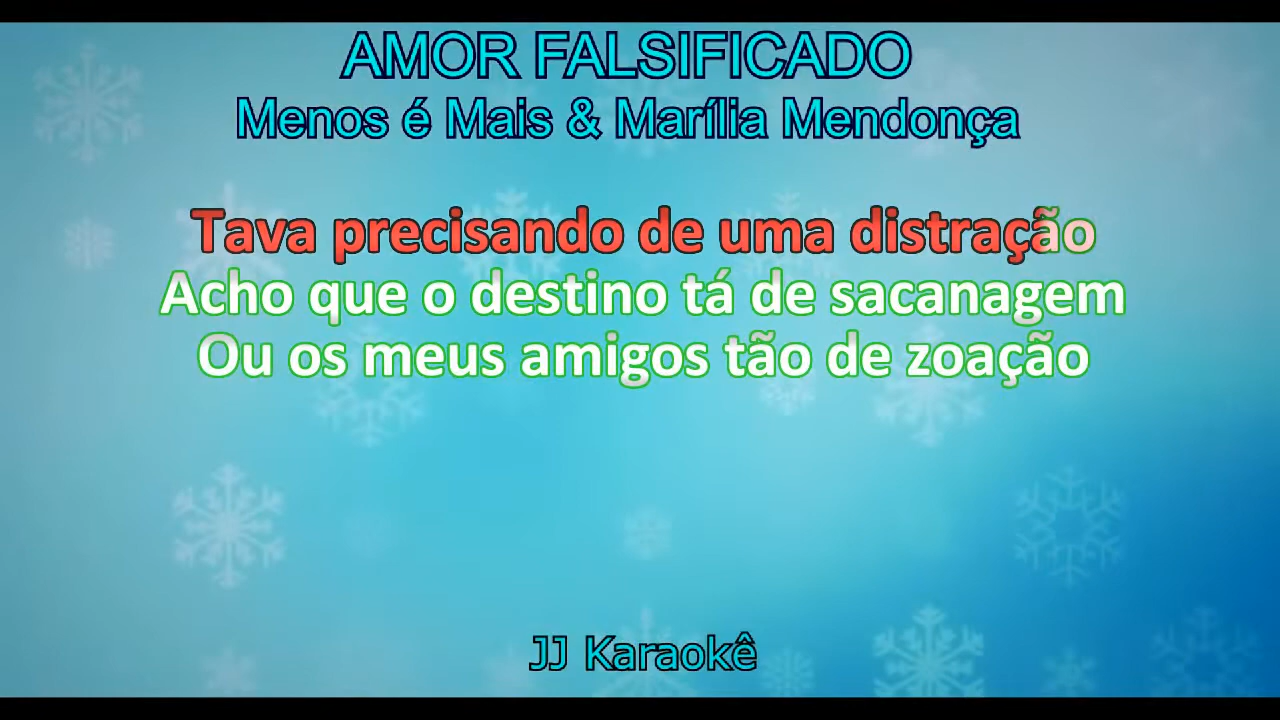 AMOR FALSIFICADO
Menos é Mais & Marília Mendonça
Tava precisando de uma distração
Acho que o destino tá de sacanagem
Ou os meus amigos tão de zoação
JJ Karaokê